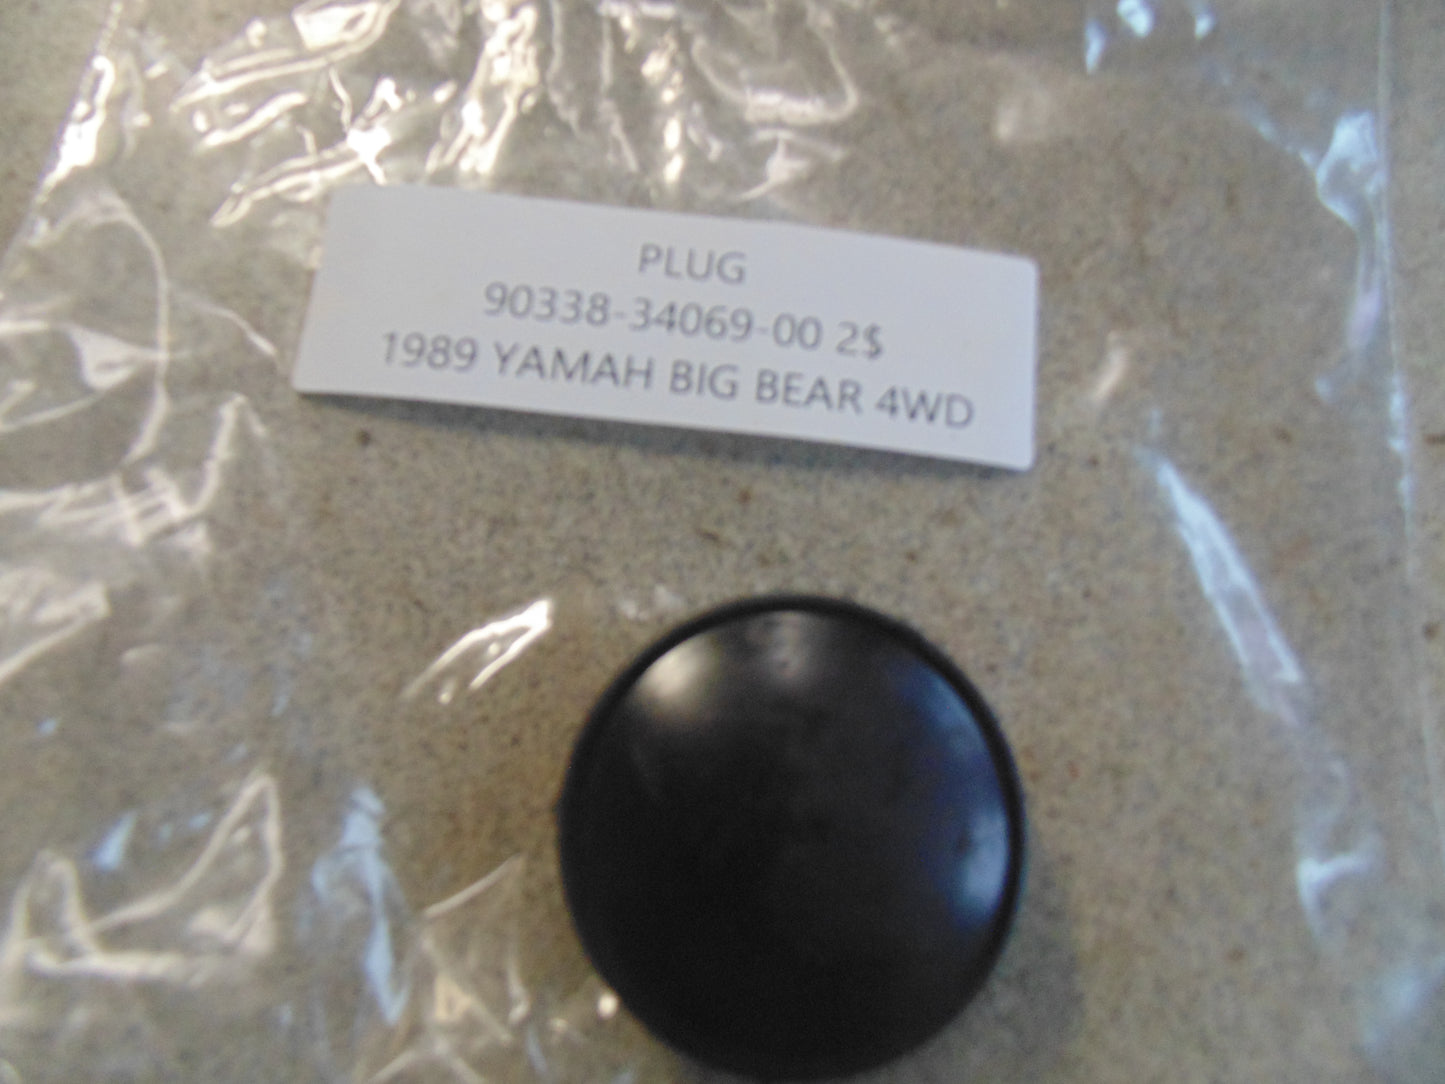 PLUG
90338-34069-00 2$
1989 YAMAH BIG BEAR 4WD